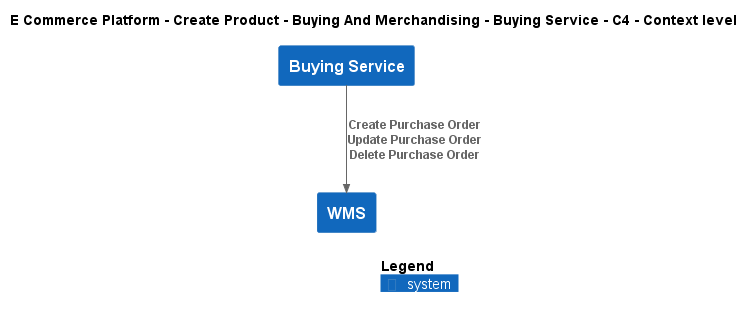 E Commerce Platform - Create Product - Buying And Merchandising - Buying Service - C4 - Context level
Buying Service
Create Purchase Order
Update Purchase Order
Delete Purchase Order
WMS
Legend
system